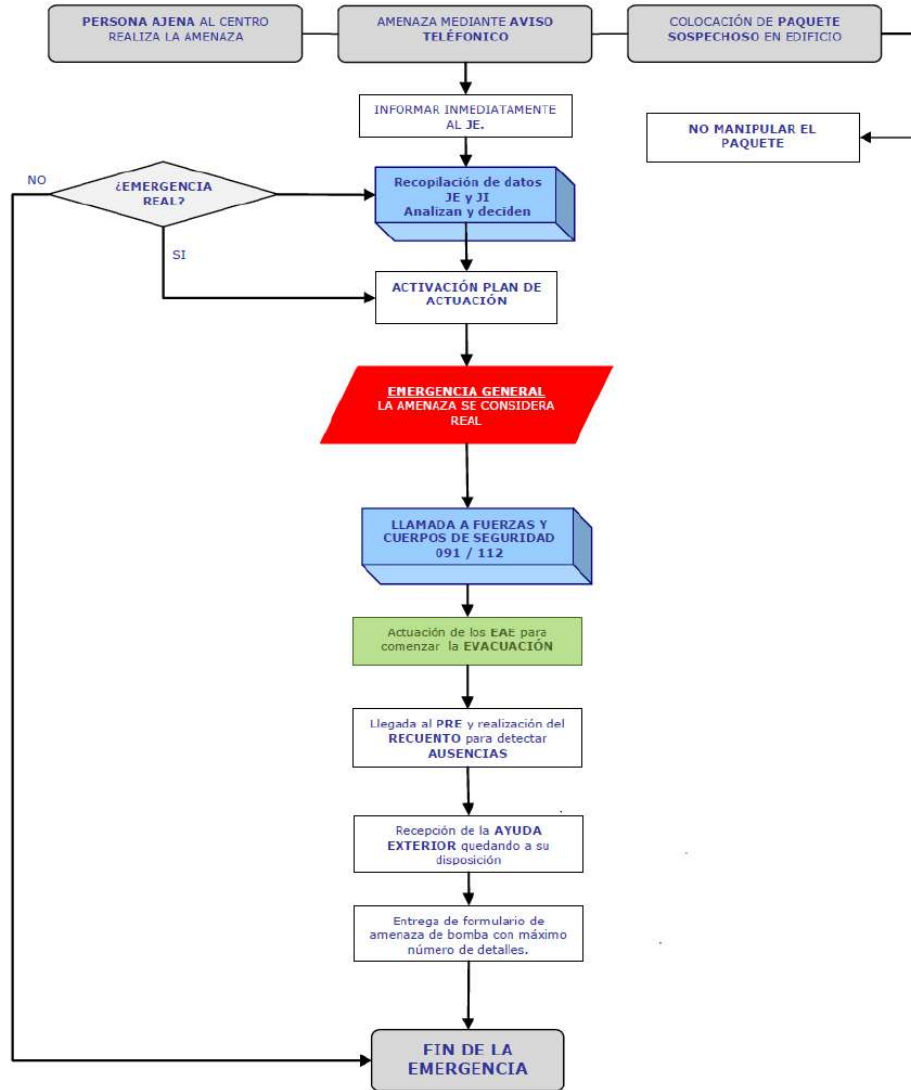 PERSONA AJENA AL CENTRO
REALIZA LA AMENAZA
AMENAZA MEDIANTE AVISO
TELÉFONICO
COLOCACIÓN DE PAQUETE
SOSPECHOSO EN EDIFICIO
INFORMAR INMEDIATAMENTE
AL JE.
NO MANIPULAR EL
PAQUETE
NO
¿EMERGENCIA
REAL?
Recopilación de datos
JE y JI
Analizan y deciden
SI
ACTIVACIÓN PLAN DE
ACTUACIÓN
EMERGENCIA GENERAL
LA AMENAZA SE CONSIDERA
REAL
LLAMADA A FUERZAS Y
CUERPOS DE SEGURIDAD
091 / 112
Actuación de los EAE para
comenzar la EVACUACIÓN
Llegada al PRE y realización del
RECUENTO para detectar
AUSENCIAS
Recepción de la AYUDA
EXTERIOR quedando a su
disposición
Entrega de formulario de
amenaza de bomba con máximo
número de detalles.
FIN DE LA
EMERGENCIA